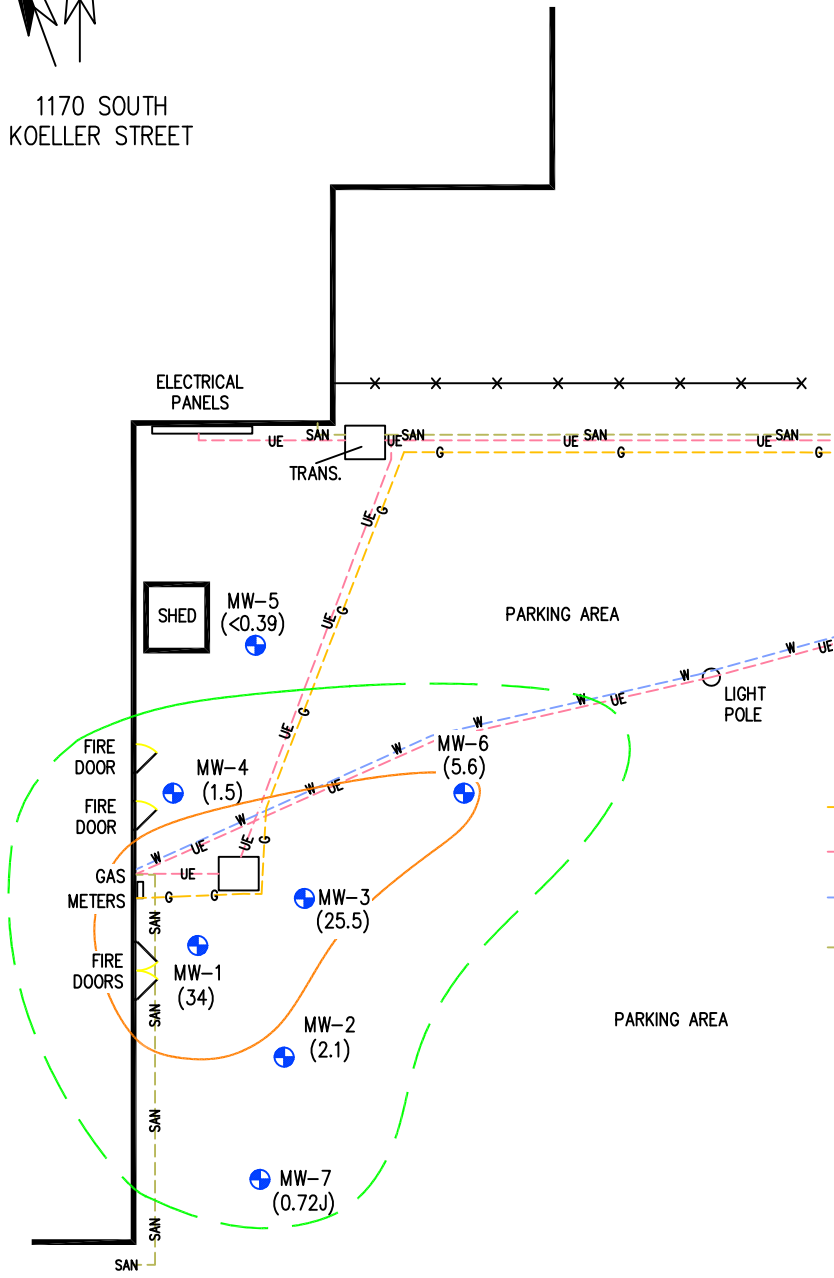 1170 SOUTH
KOELLER STREET
ELECTRICAL
PANELS
UE
SAN
UE
SAN
UE
SAN
UE
SAN
TRANS.
G
G
G
UE
G
SHED
MW-5
(<0.39)
UE
G
PARKING AREA
W
UE
W
LIGHT
POLE
W
UE
UE
G
W
W
MW-6
(5.6)
FIRE
DOOR
MW-4
(1.5)
W
UE
FIRE
DOOR
W
UE
G
UE
W
GAS
METERS
UE
G
G
MW-3
(25.5)
SAN
FIRE
DOORS
MW-1
(34)
SAN
MW-2
(2.1)
PARKING AREA
SAN
MW-7
(0.72J)
SAN
SAN